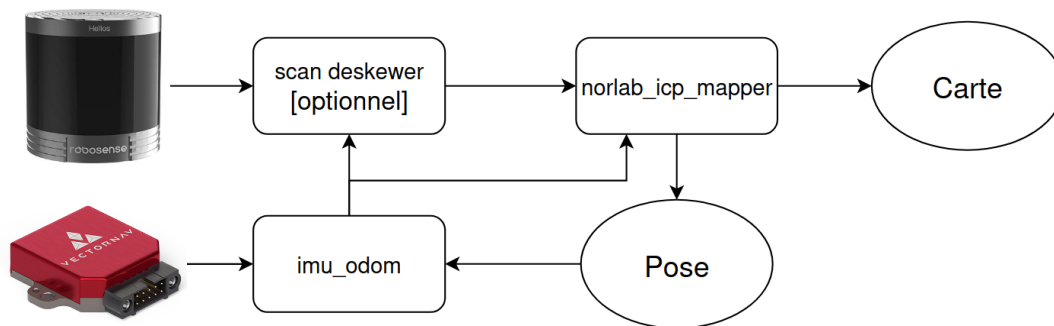 Helios
robosense
scan deskewer
[optionnel]
norlab_icp_mapper
Carte
VECTORNAV
imu_odom
Pose